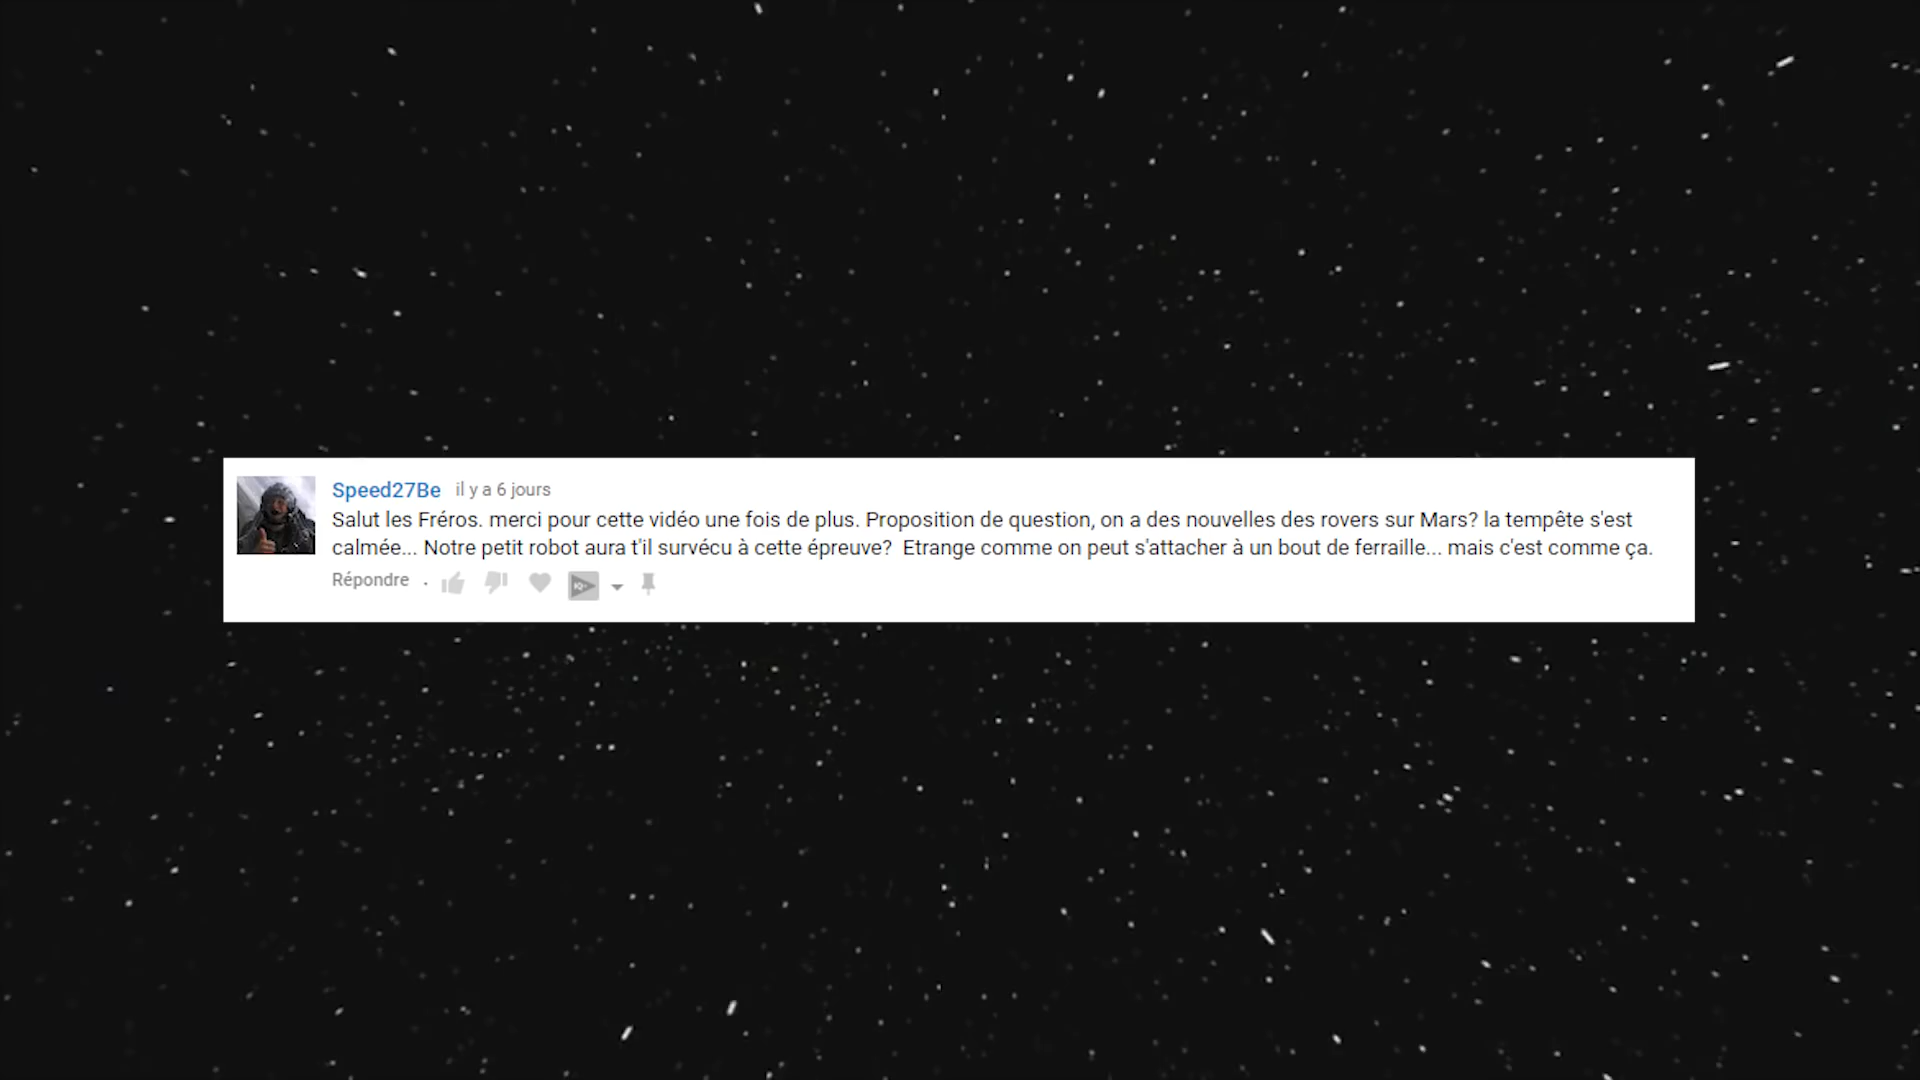 Speed27Be il y a 6 jours
Salut les Fréros. merci pour cette vidéo une fois de plus. Proposition de question, on a des nouvelles des rovers sur Mars? la tempête s'est
calmée... Notre petit robot aura t'il survécu à cette épreuve?  Etrange comme on peut s'attacher à un bout de ferraille... mais c'est comme ça.
Répondre .